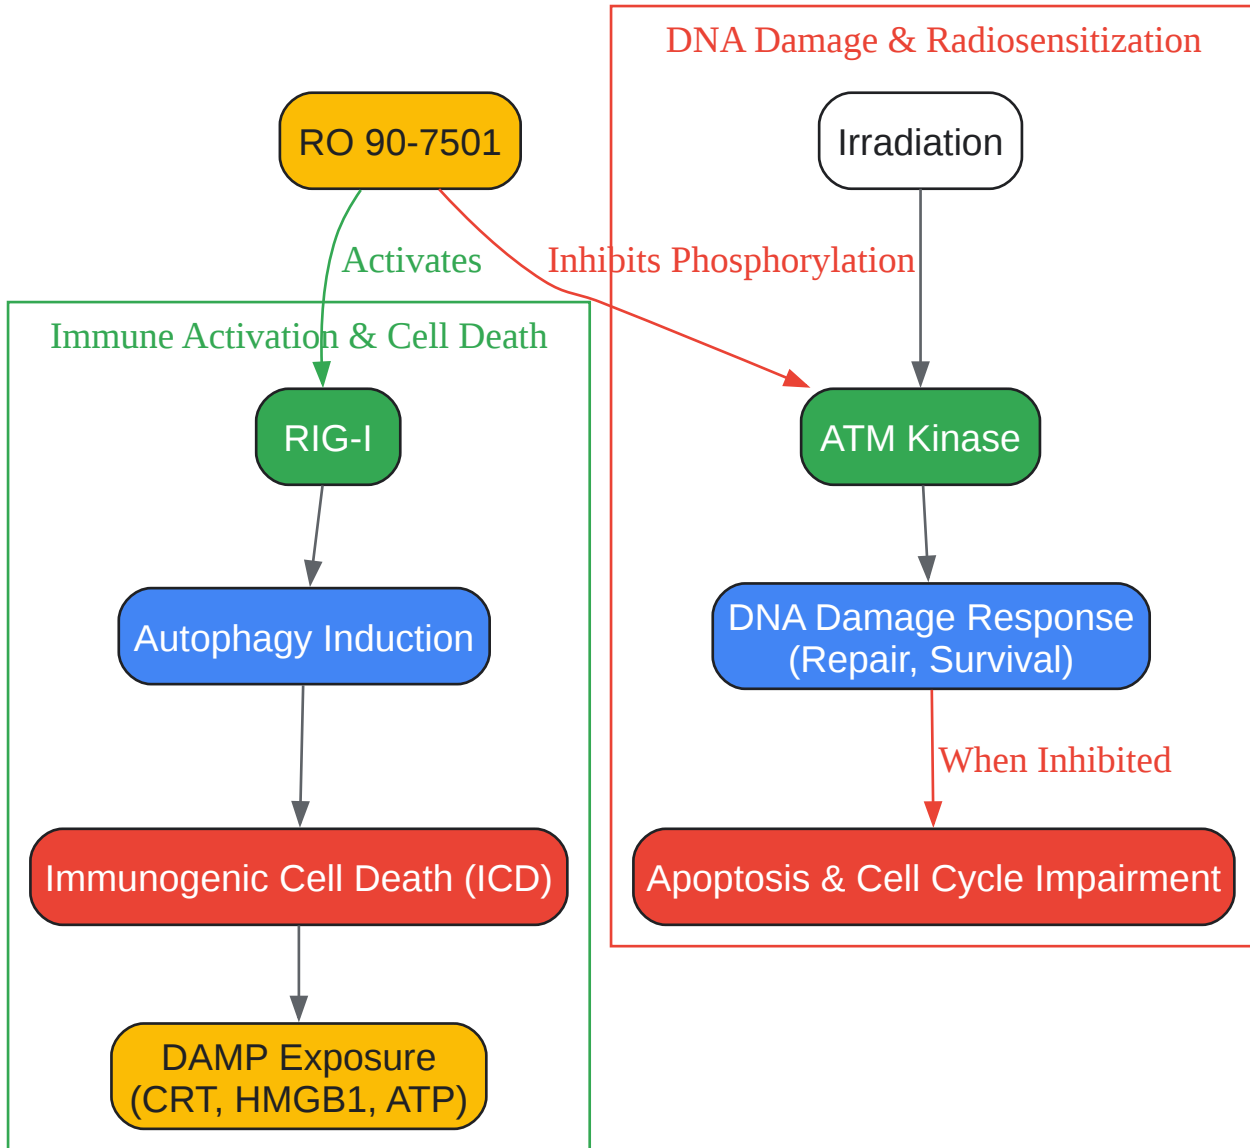 DNA Damage & Radiosensitization
RO 90-7501
Irradiation
Activates
Inhibits Phosphorylation
Immune Activation & Cell Death
RIG-I
ATM Kinase
Autophagy Induction
DNA Damage Response
(Repair, Survival)
When Inhibited
Immunogenic Cell Death (ICD)
Apoptosis & Cell Cycle Impairment
DAMP Exposure
(CRT, HMGB1, ATP)